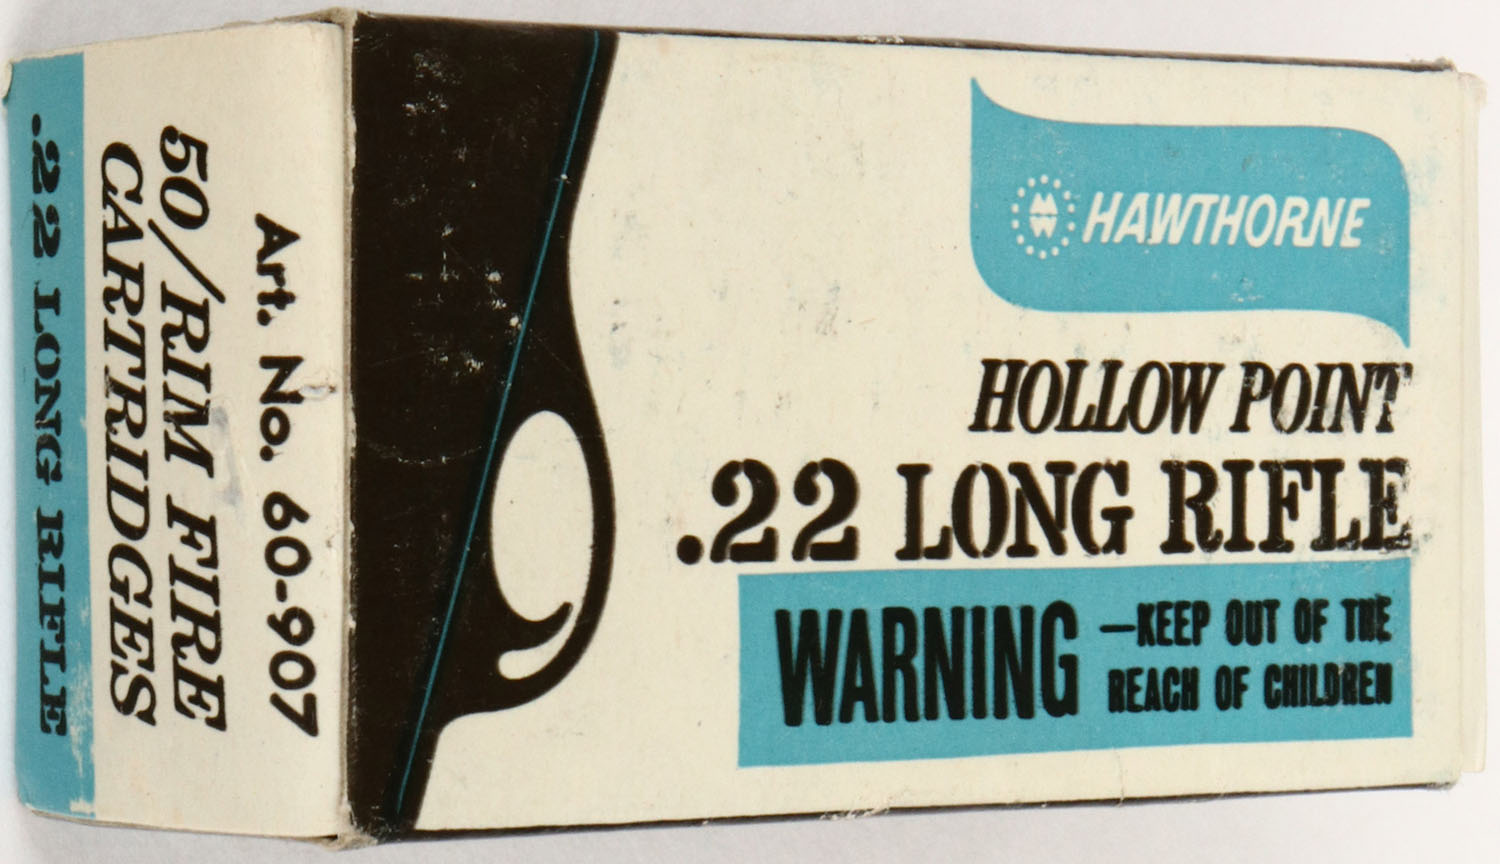 MW HAWTHORNE
HOLLOW POINT
.22 LONG RIFLE
WARNING —KEEP OUT OF THE
REACH OF CHILDREN
Art. No. 60-907
50/RIM FIRE
CARTRIDGES
.22 LONG RIFLE